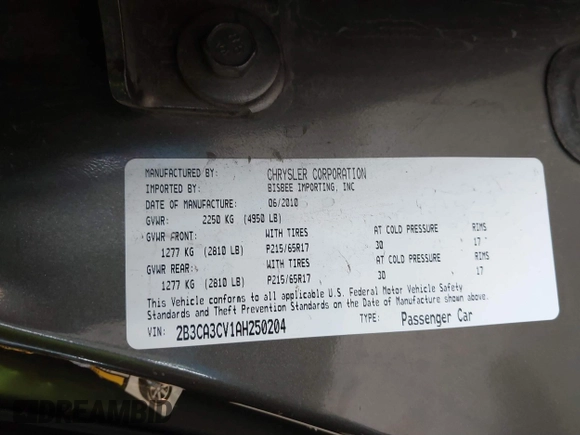 MANUFACTURED BY: CHRYSLER CORPORATION
IMPORTED BY: BISBEE IMPORTING, INC
DATE OF MANUFACTURE: 06/2010
GVWR: 2250 KG (4950 LB)
GVWR FRONT: WITH TIRES AT COLD PRESSURE RIMS
1277 KG (2810 LB) P215/65R17 30 17
GVWR REAR: WITH TIRES AT COLD PRESSURE RIMS
1277 KG (2810 LB) P215/65R17 30 17
This Vehicle conforms to all applicable U.S. Federal Motor Vehicle Safety
Standards and Theft Prevention Standards on the Date of Manufacture shown above.
VIN: 2B3CA3CV1AH250204 TYPE: Passenger Car
DREAMBID